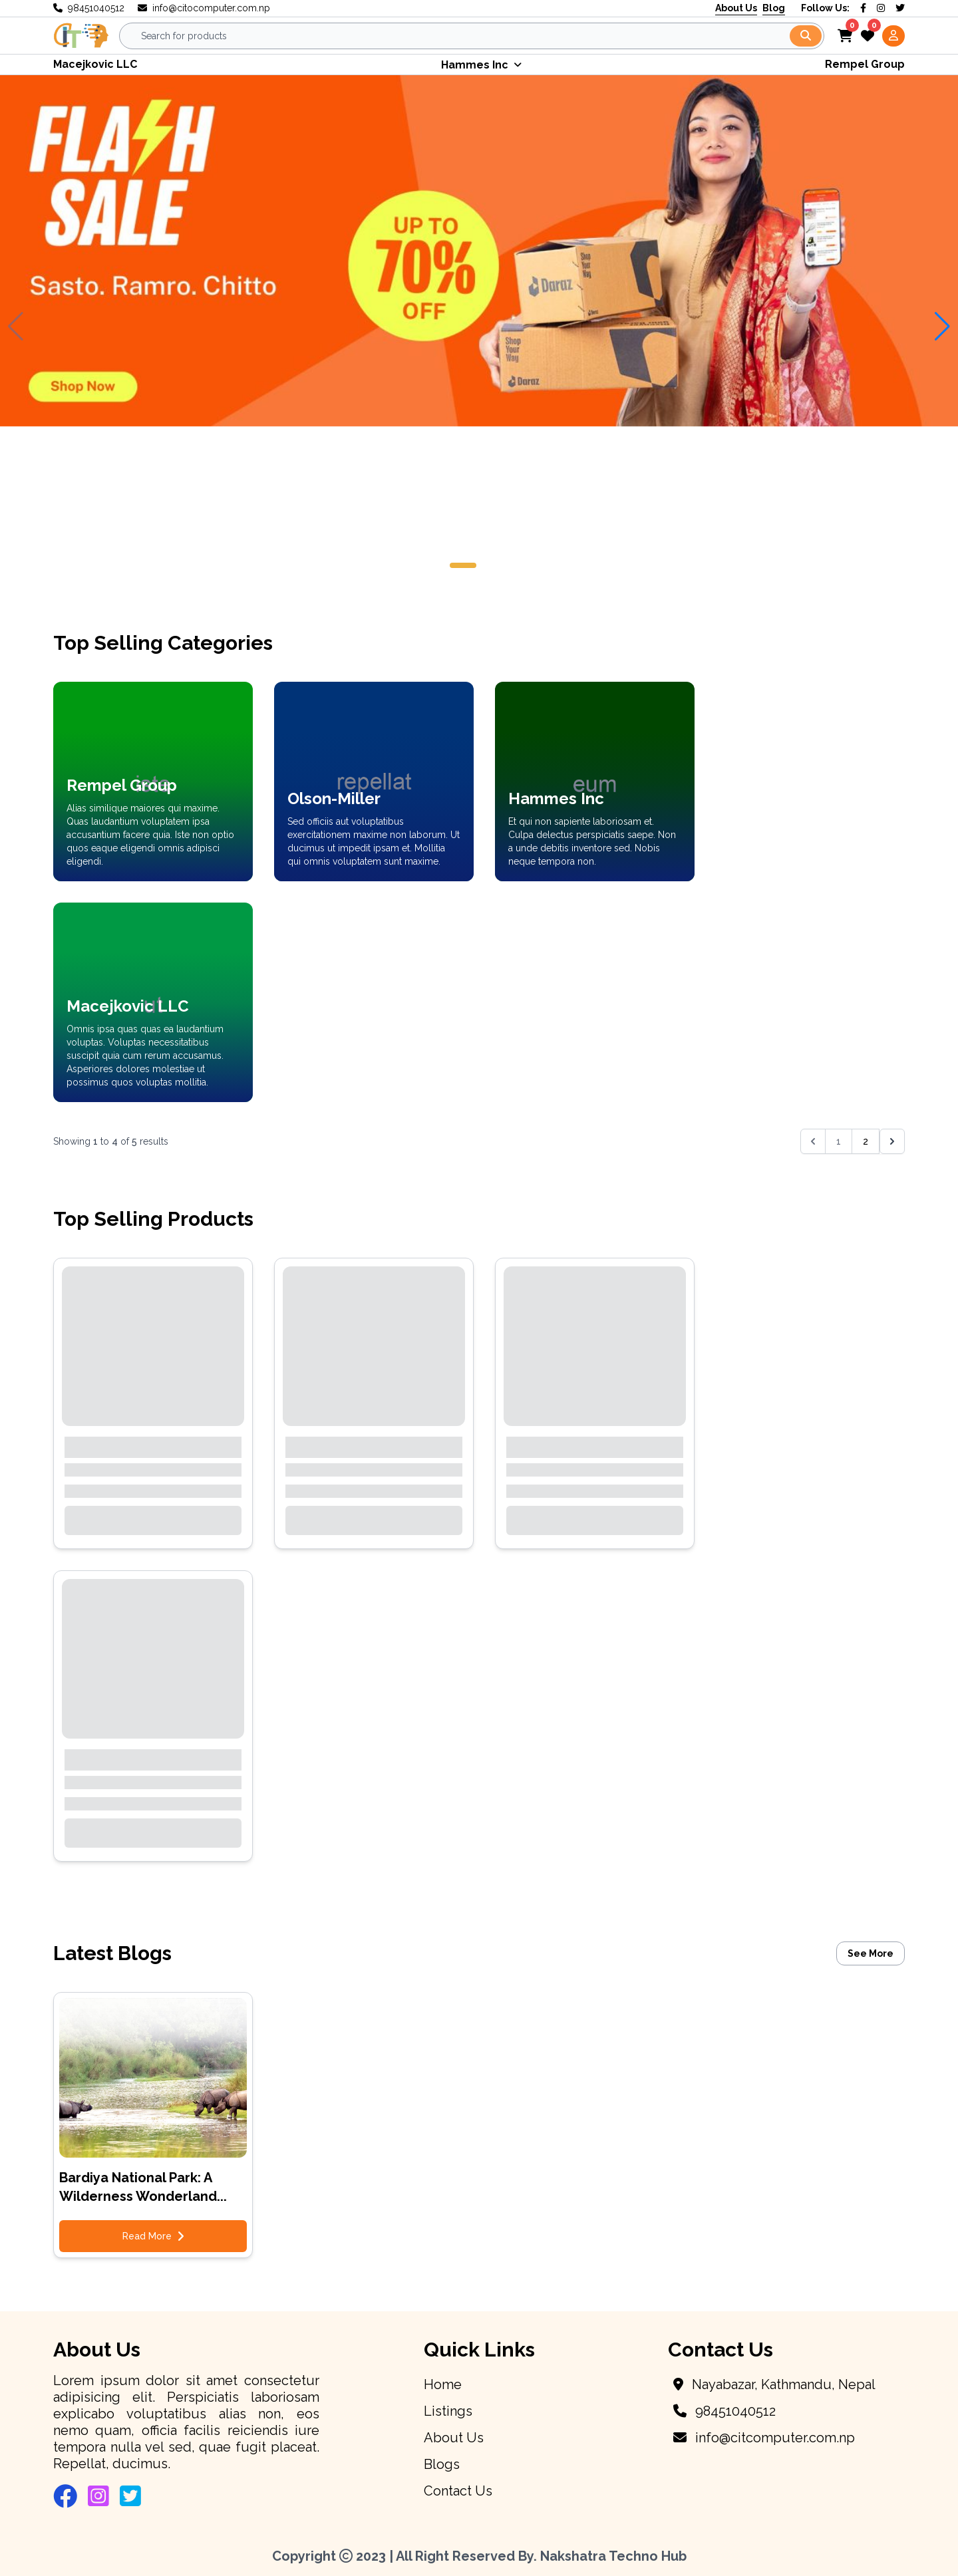 98451040512 info@citocomputer.com.np About Us Blog Follow Us:
CIT Search for products 0 0
Macejkovic LLC Hammes Inc Rempel Group
FLASH
SALE
Sasto. Ramro. Chitto
UP TO
70%
OFF
Daraz
Shop
Your
Way
Daraz
Shop Now
Top Selling Categories
iste
Rempel Group
Alias similique maiores qui maxime.
Quas laudantium voluptatem ipsa
accusantium facere quia. Iste non optio
quos eaque eligendi omnis adipisci
eligendi.
repellat
Olson-Miller
Sed officiis aut voluptatibus
exercitationem maxime non laborum. Ut
ducimus ut impedit ipsam et. Mollitia
qui omnis voluptatem sunt maxime.
eum
Hammes Inc
Et qui non sapiente laboriosam et.
Culpa delectus perspiciatis saepe. Non
a unde debitis inventore sed. Nobis
neque tempora non.
Macejkovic LLC
Omnis ipsa quas quas ea laudantium
voluptas. Voluptas necessitatibus
suscipit quia cum rerum accusamus.
Asperiores dolores molestiae ut
possimus quos voluptas mollitia.
Showing 1 to 4 of 5 results 1 2
Top Selling Products
Latest Blogs See More
Bardiya National Park: A
Wilderness Wonderland...
Read More
About Us
Lorem ipsum dolor sit amet consectetur
adipisicing elit. Perspiciatis laboriosam
explicabo voluptatibus alias non, eos
nemo quam, officia facilis reiciendis iure
tempora nulla vel sed, quae fugit placeat.
Repellat, ducimus.
Quick Links
Home
Listings
About Us
Blogs
Contact Us
Contact Us
Nayabazar, Kathmandu, Nepal
98451040512
info@citcomputer.com.np
Copyright © 2023 | All Right Reserved By. Nakshatra Techno Hub